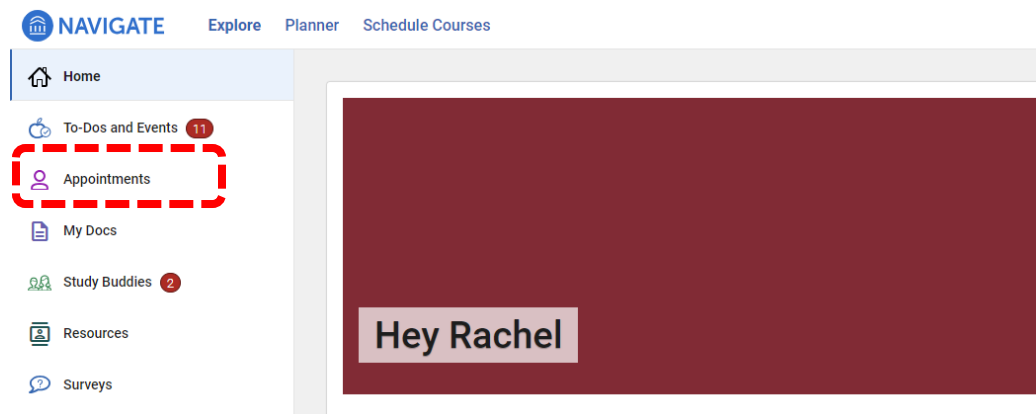 NAVIGATE Explore Planner Schedule Courses
Home
To-Dos and Events 11
Appointments
My Docs
Study Buddies 2
Resources
Surveys
Hey Rachel